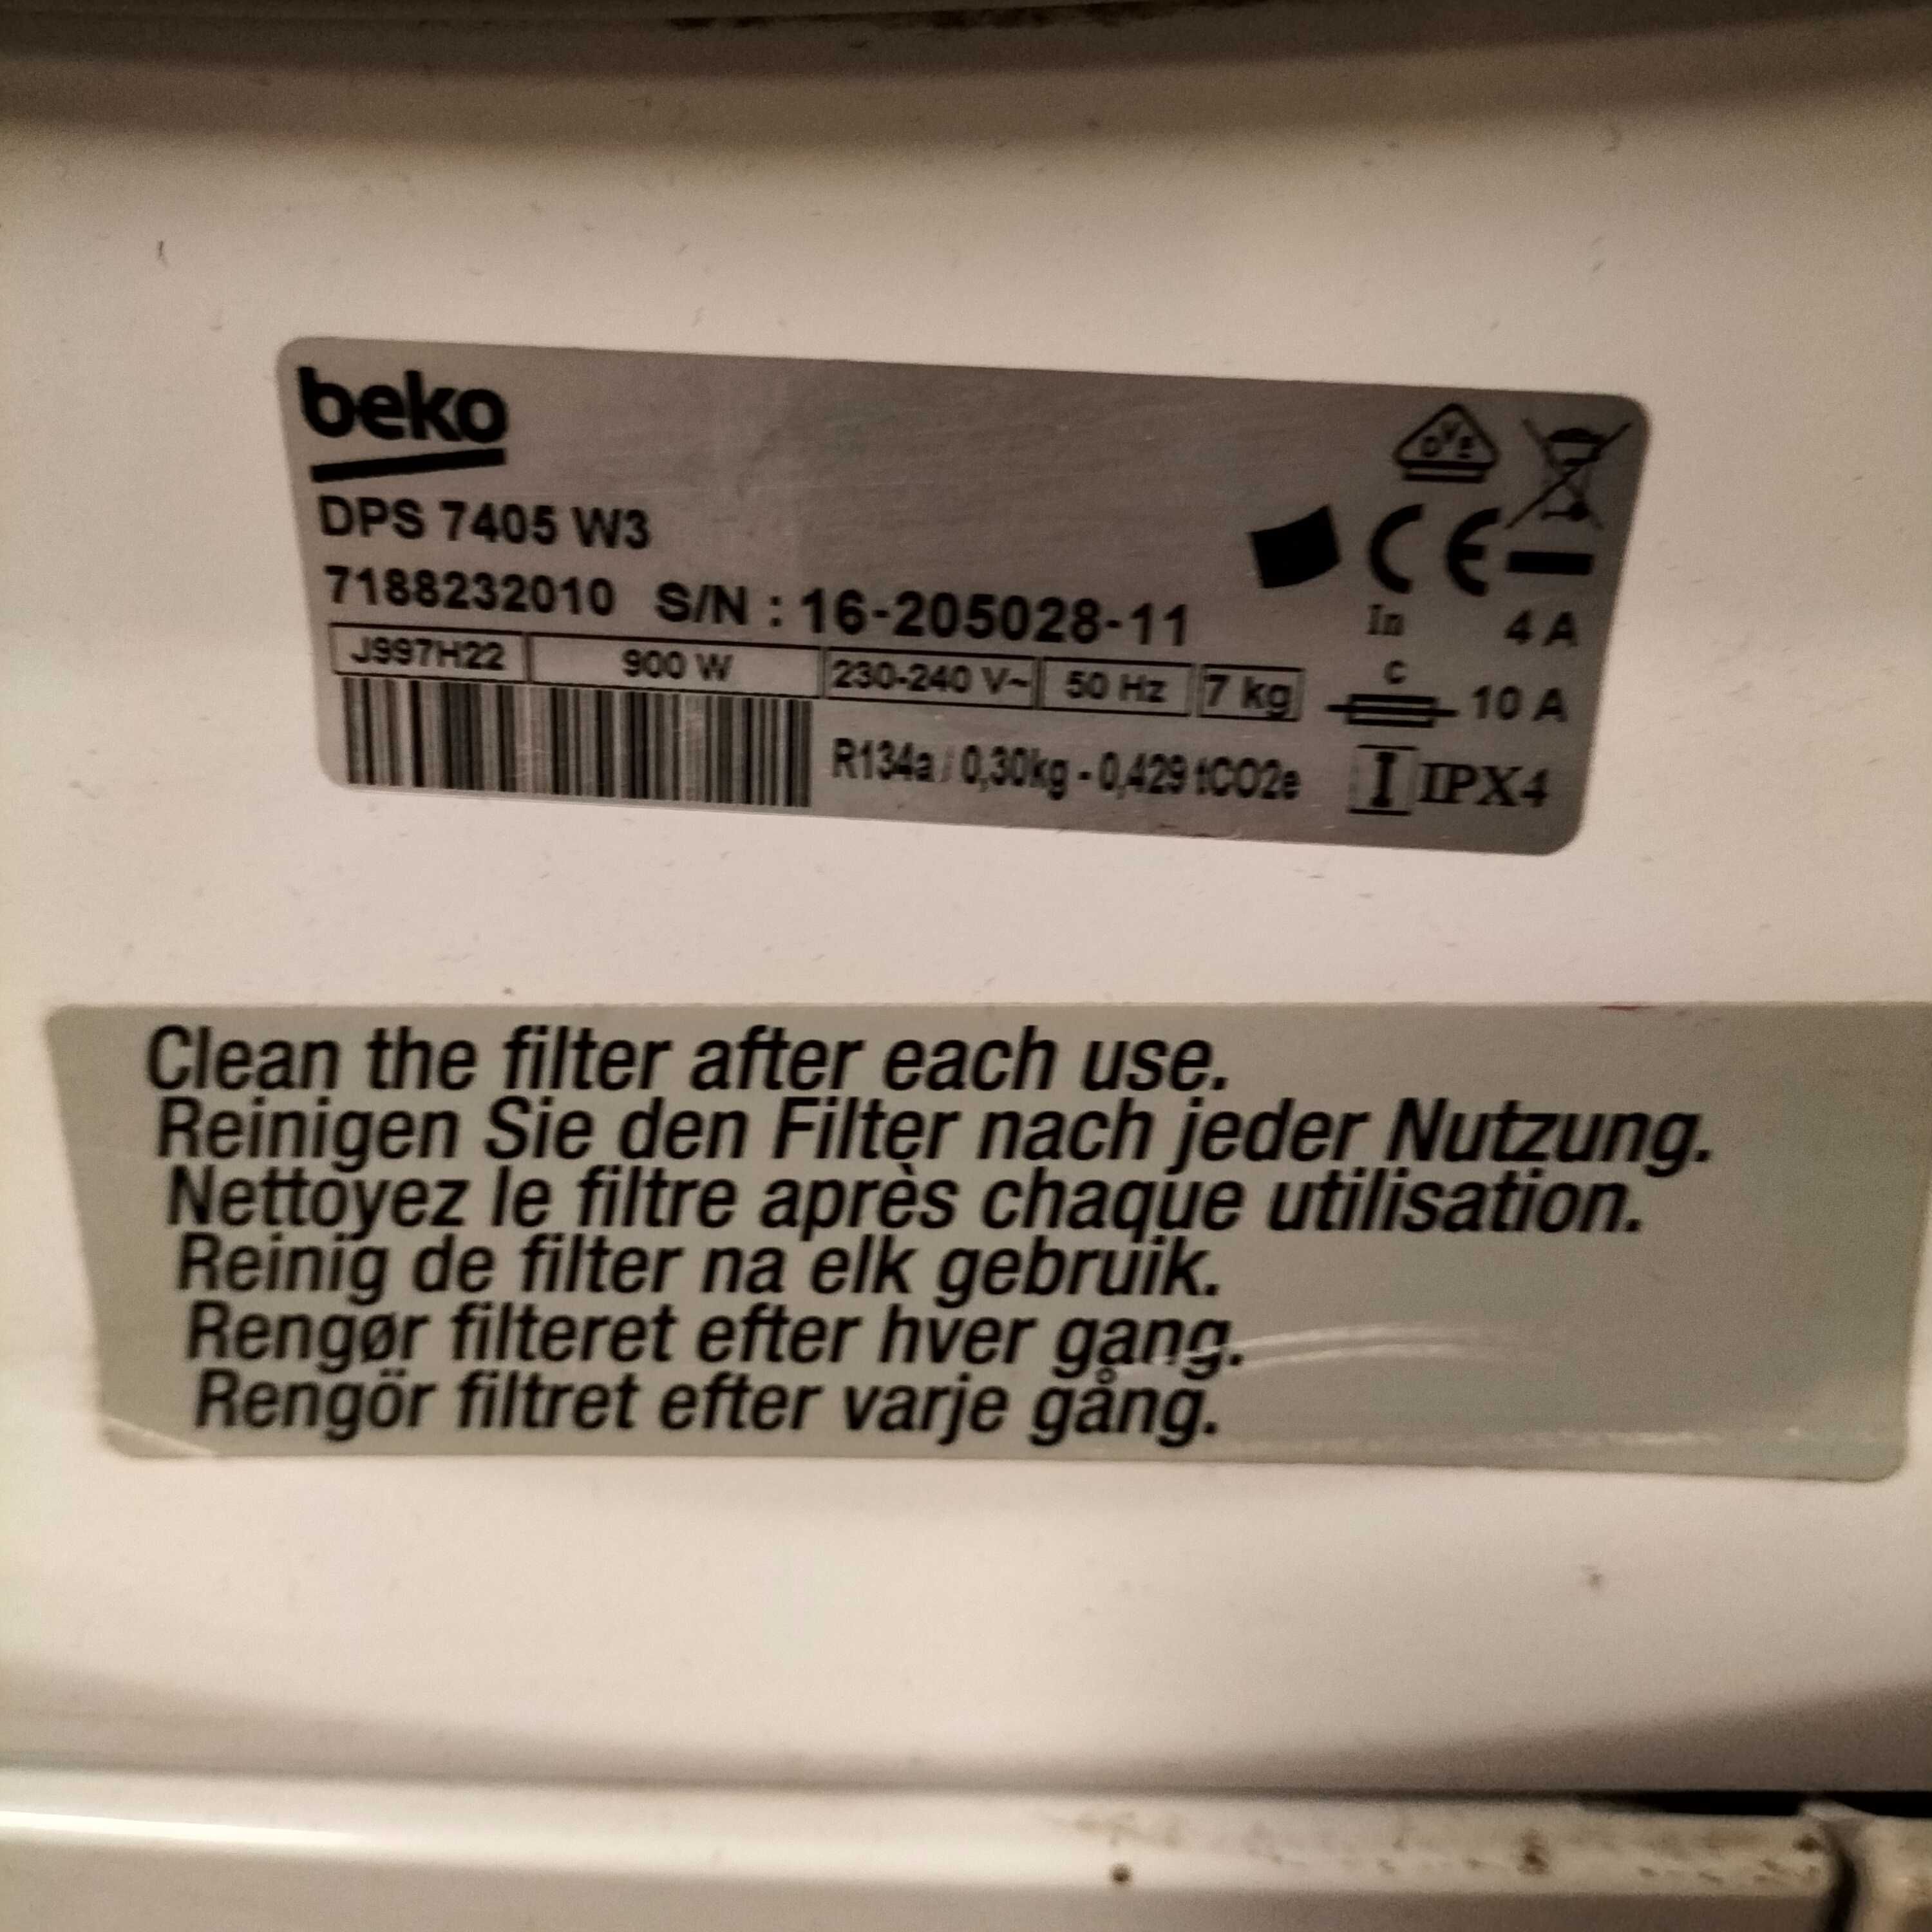 beko
DPS 7405 W3
7188232010 S/N : 16-205028-11
J997H22 900 W 230-240 V~ 50 Hz 7 kg
R134a / 0,30kg - 0,429 tCO2e
DVE
CE
In 4 A
C 10 A
IPX4
Clean the filter after each use.
Reinigen Sie den Filter nach jeder Nutzung.
Nettoyez le filtre après chaque utilisation.
Reinig de filter na elk gebruik.
Rengør filteret efter hver gang.
Rengör filtret efter varje gång.